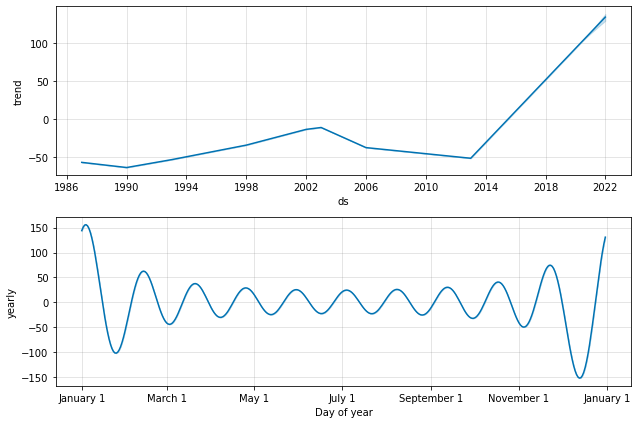 trend
100
50
0
−50
1986 1990 1994 1998 2002 2006 2010 2014 2018 2022
ds
yearly
150
100
50
0
−50
−100
−150
January 1 March 1 May 1 July 1 September 1 November 1 January 1
Day of year